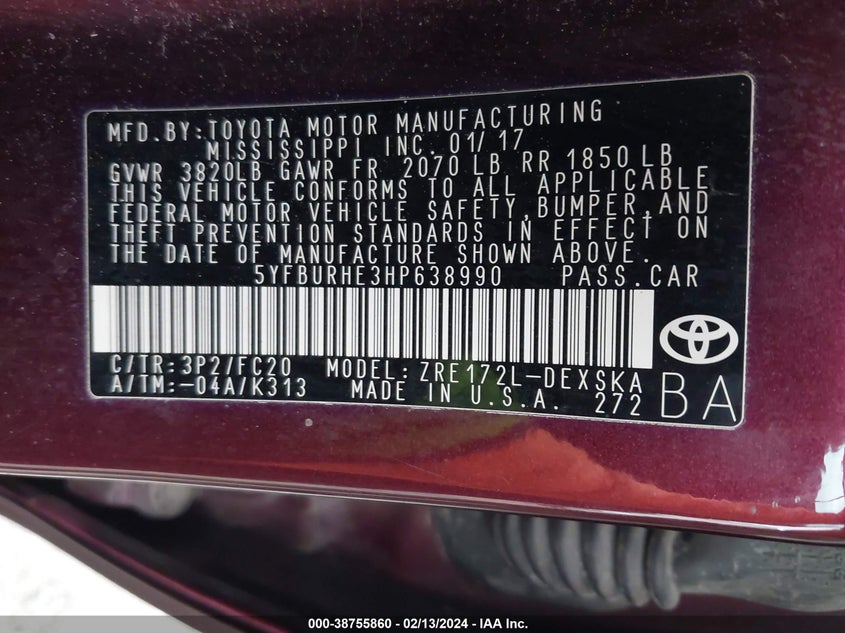 MFD.BY:TOYOTA MOTOR MANUFACTURING
MISSISSIPPI INC.01/17
GVWR 3820LB GAWR FR 2070LB RR 1850LB
THIS VEHICLE CONFORMS TO ALL APPLICABLE
FEDERAL MOTOR VEHICLE SAFETY,BUMPER,AND
THEFT PREVENTION STANDARDS IN EFFECT ON
THE DATE OF MANUFACTURE SHOWN ABOVE.
5YFBURHE3HP638990 PASS.CAR
C/TR:3P2/FC20 MODEL:ZRE172L-DEXSKA
A/TM:-04A/K313 MADE IN U.S.A. 272
BA
000-38755860 - 02/13/2024 - IAA Inc.